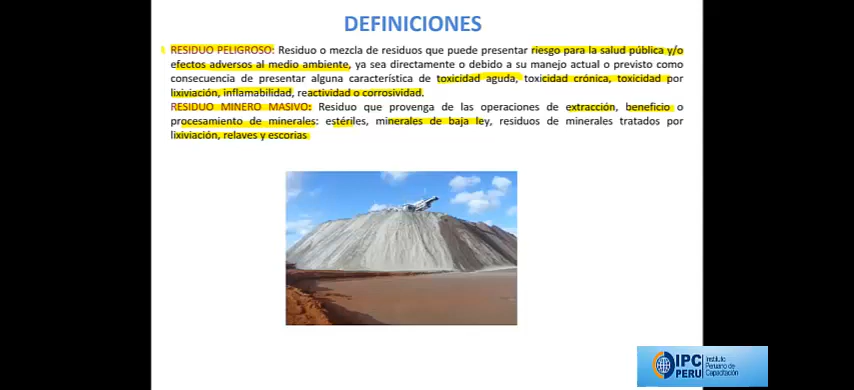 DEFINICIONES
RESIDUO PELIGROSO: Residuo o mezcla de residuos que puede presentar riesgo para la salud pública y/o
efectos adversos al medio ambiente, ya sea directamente o debido a su manejo actual o previsto como
consecuencia de presentar alguna característica de toxicidad aguda, toxicidad crónica, toxicidad por
lixiviación, inflamabilidad, reactividad o corrosividad.
RESIDUO MINERO MASIVO: Residuo que provenga de las operaciones de extracción, beneficio o
procesamiento de minerales: estériles, minerales de baja ley, residuos de minerales tratados por
lixiviación, relaves y escorias
IPC
PERU
Instituto
Peruano de
Capacitación